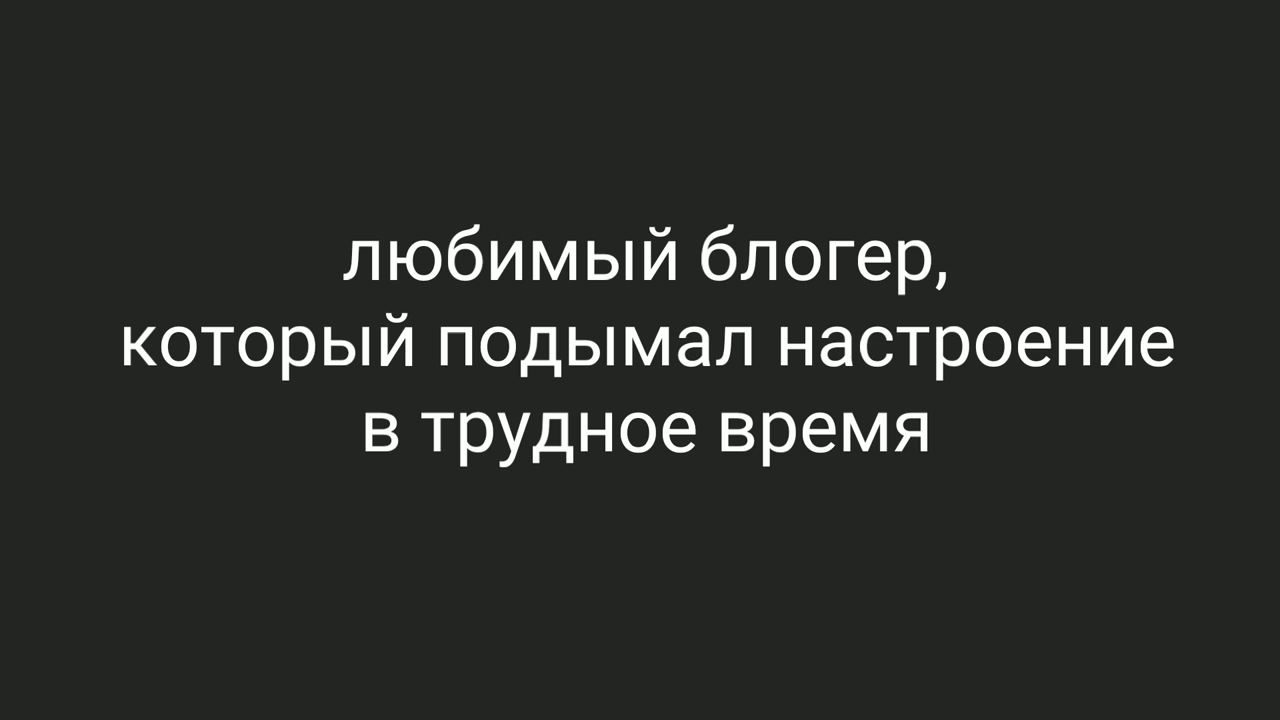 любимый блогер,
который подымал настроение
в трудное время